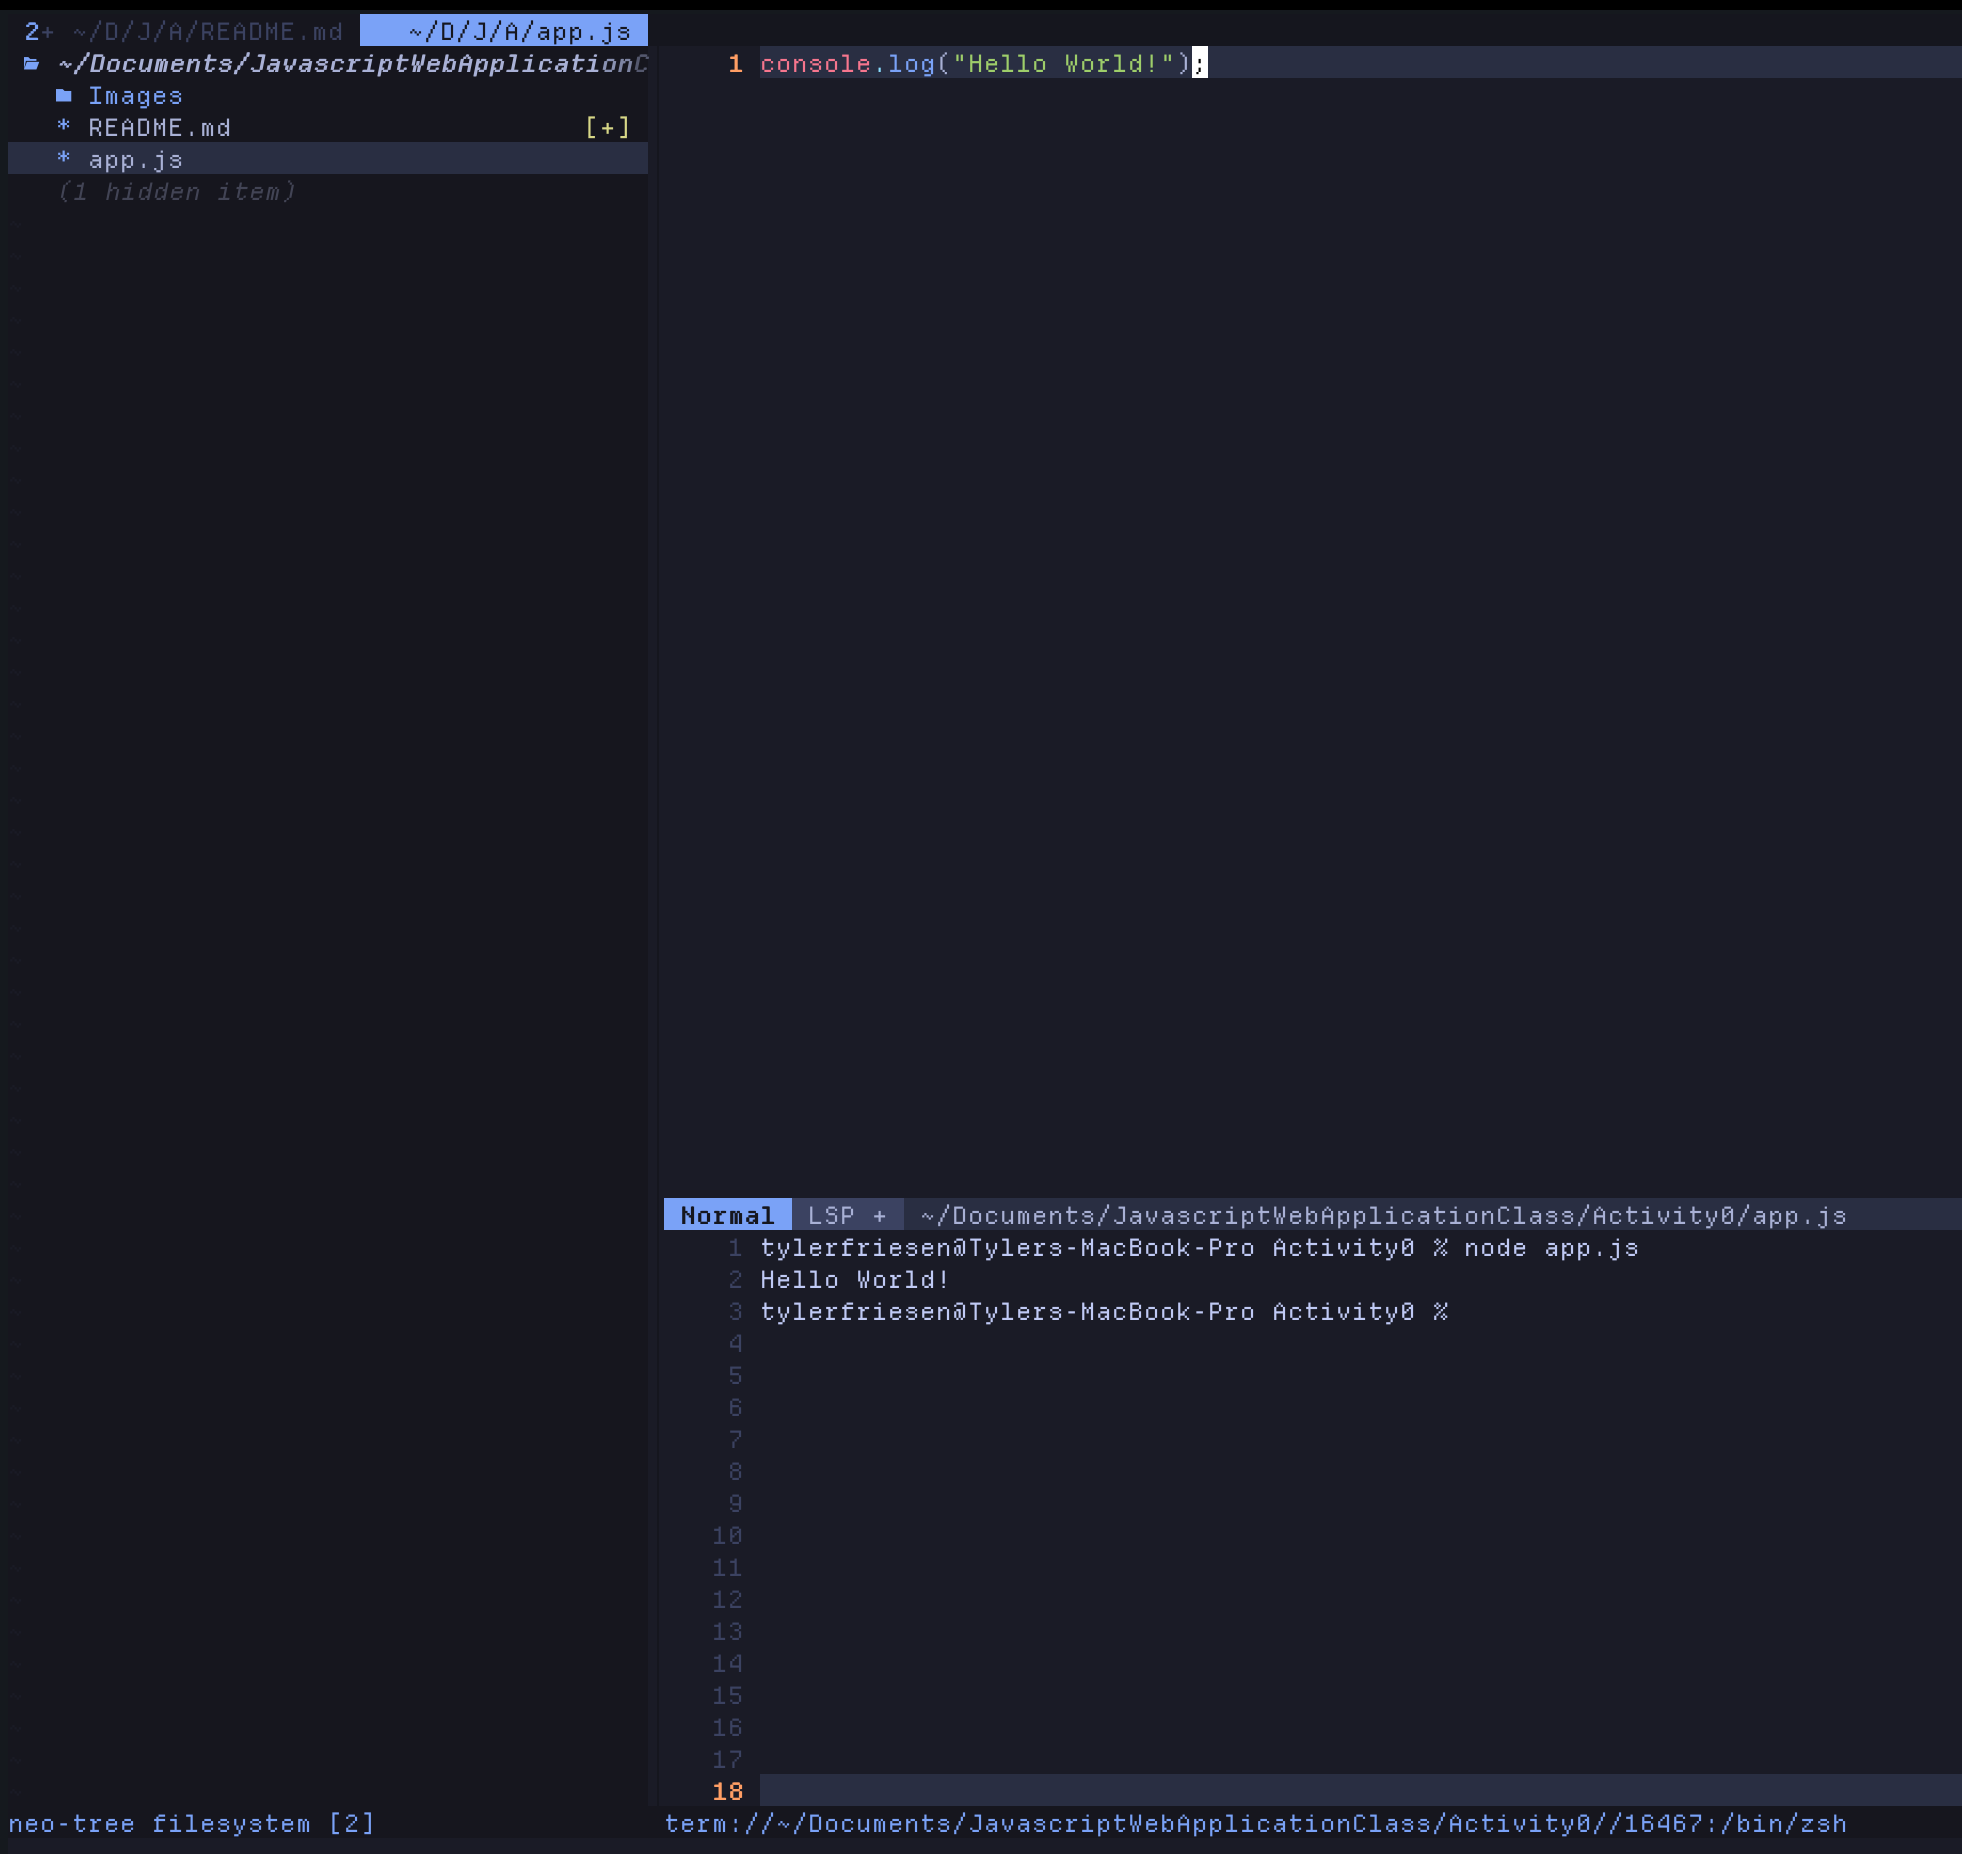 2+ ~/D/J/A/README.md ~/D/J/A/app.js
~/Documents/JavascriptWebApplicationC
Images
* README.md [+]
* app.js
(1 hidden item)
1 console.log("Hello World!");
Normal LSP + ~/Documents/JavascriptWebApplicationClass/Activity0/app.js
1 tylerfriesen@Tylers-MacBook-Pro Activity0 % node app.js
2 Hello World!
3 tylerfriesen@Tylers-MacBook-Pro Activity0 %
4
5
6
7
8
9
10
11
12
13
14
15
16
17
18
neo-tree filesystem [2] term://~/Documents/JavascriptWebApplicationClass/Activity0//16467:/bin/zsh